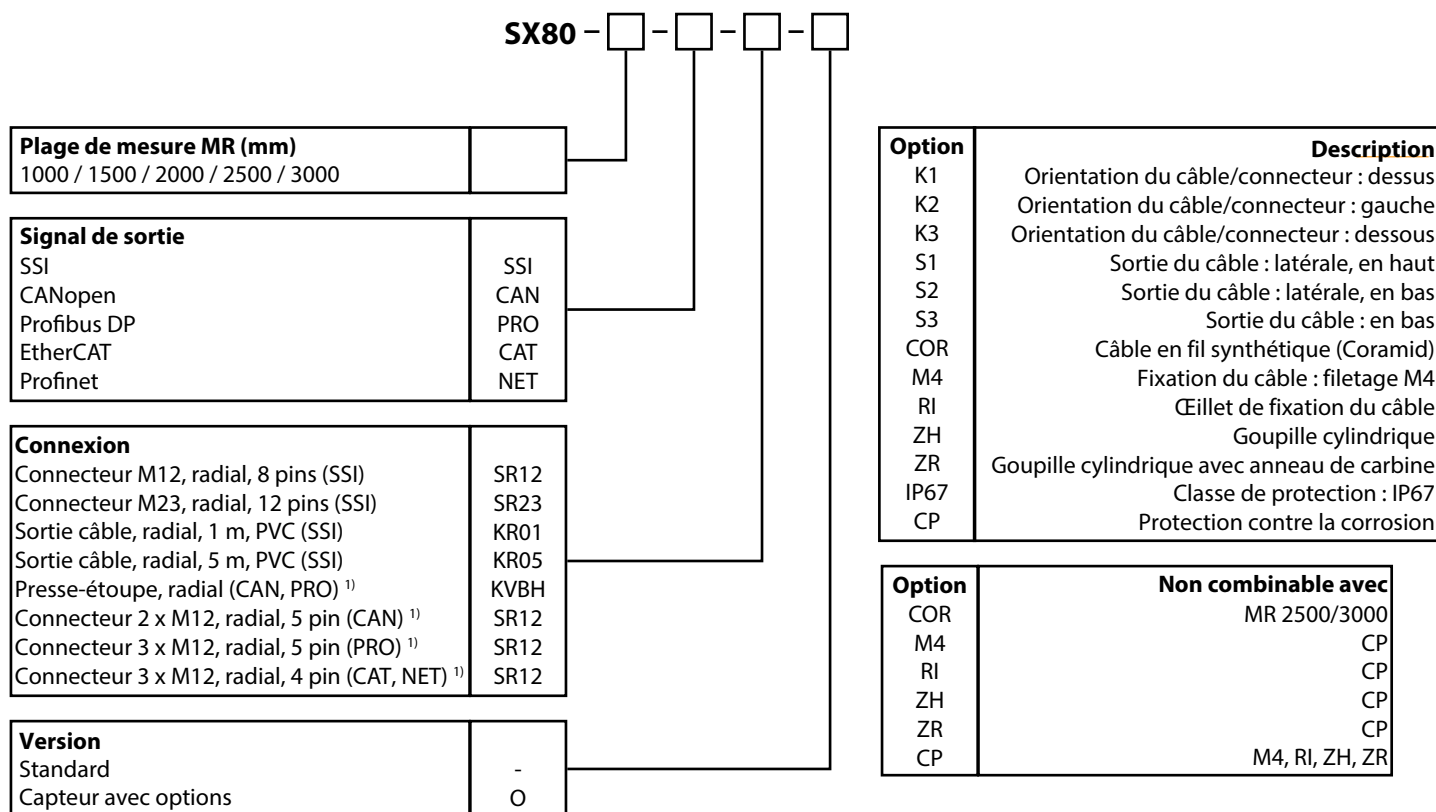 SX80 – – – –
Plage de mesure MR (mm)
1000 / 1500 / 2000 / 2500 / 3000
Signal de sortie
SSI SSI
CANopen CAN
Profibus DP PRO
EtherCAT CAT
Profinet NET
Connexion
Connecteur M12, radial, 8 pins (SSI) SR12
Connecteur M23, radial, 12 pins (SSI) SR23
Sortie câble, radial, 1 m, PVC (SSI) KR01
Sortie câble, radial, 5 m, PVC (SSI) KR05
Presse-étoupe, radial (CAN, PRO) 1) KVBH
Connecteur 2 x M12, radial, 5 pin (CAN) 1) SR12
Connecteur 3 x M12, radial, 5 pin (PRO) 1) SR12
Connecteur 3 x M12, radial, 4 pin (CAT, NET) 1) SR12
Version
Standard -
Capteur avec options O
Option Description
K1 Orientation du câble/connecteur : dessus
K2 Orientation du câble/connecteur : gauche
K3 Orientation du câble/connecteur : dessous
S1 Sortie du câble : latérale, en haut
S2 Sortie du câble : latérale, en bas
S3 Sortie du câble : en bas
COR Câble en fil synthétique (Coramid)
M4 Fixation du câble : filetage M4
RI Œillet de fixation du câble
ZH Goupille cylindrique
ZR Goupille cylindrique avec anneau de carbine
IP67 Classe de protection : IP67
CP Protection contre la corrosion
Option Non combinable avec
COR MR 2500/3000
M4 CP
RI CP
ZH CP
ZR CP
CP M4, RI, ZH, ZR